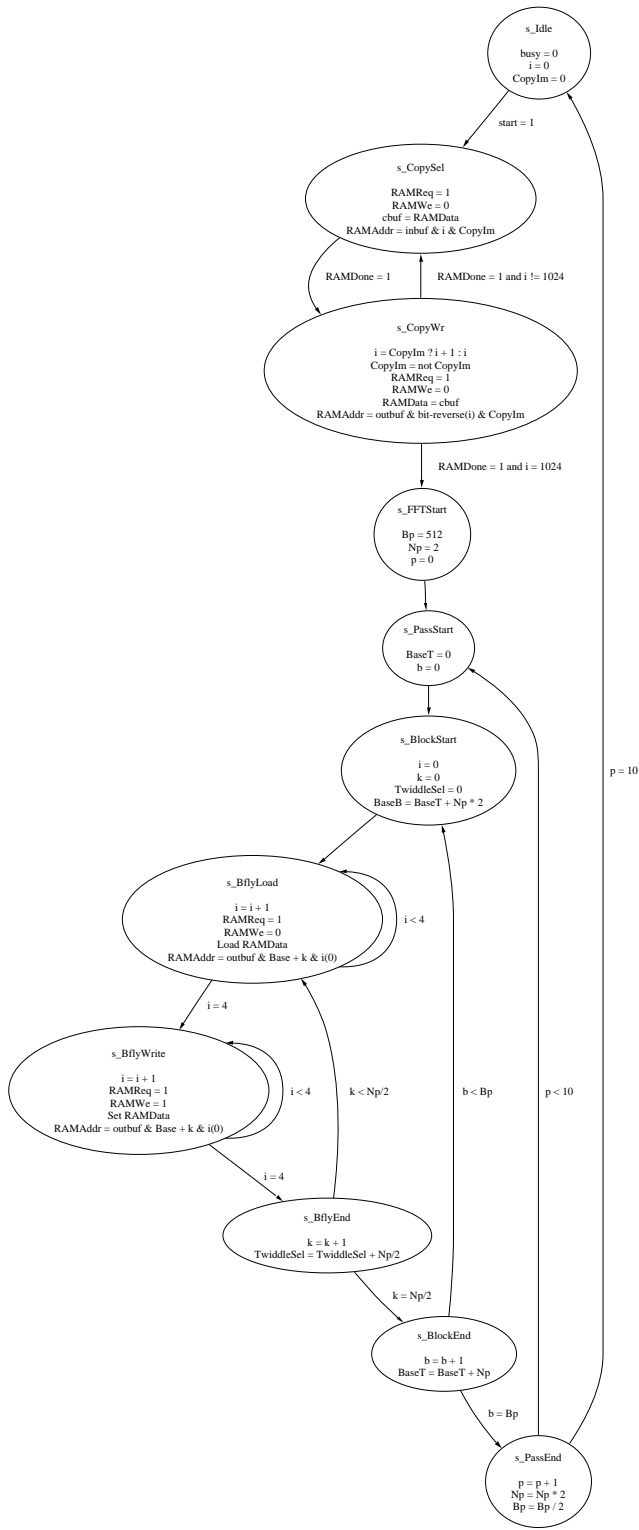 s_Idle
busy = 0
i = 0
CopyIm = 0
start = 1
s_CopySel
RAMReq = 1
RAMWe = 0
cbuf = RAMData
RAMAddr = inbuf & i & CopyIm
RAMDone = 1
RAMDone = 1 and i != 1024
s_CopyWr
i = CopyIm ? i + 1 : i
CopyIm = not CopyIm
RAMReq = 1
RAMWe = 0
RAMData = cbuf
RAMAddr = outbuf & bit-reverse(i) & CopyIm
RAMDone = 1 and i = 1024
s_FFTStart
Bp = 512
Np = 2
p = 0
s_PassStart
BaseT = 0
b = 0
s_BlockStart
i = 0
k = 0
TwiddleSel = 0
BaseB = BaseT + Np * 2
p = 10
s_BflyLoad
i = i + 1
RAMReq = 1
RAMWe = 0
Load RAMData
RAMAddr = outbuf & Base + k & i(0)
i < 4
i = 4
s_BflyWrite
i = i + 1
RAMReq = 1
RAMWe = 1
Set RAMData
RAMAddr = outbuf & Base + k & i(0)
i < 4
k < Np/2
b < Bp
p < 10
i = 4
s_BflyEnd
k = k + 1
TwiddleSel = TwiddleSel + Np/2
k = Np/2
s_BlockEnd
b = b + 1
BaseT = BaseT + Np
b = Bp
s_PassEnd
p = p + 1
Np = Np * 2
Bp = Bp / 2